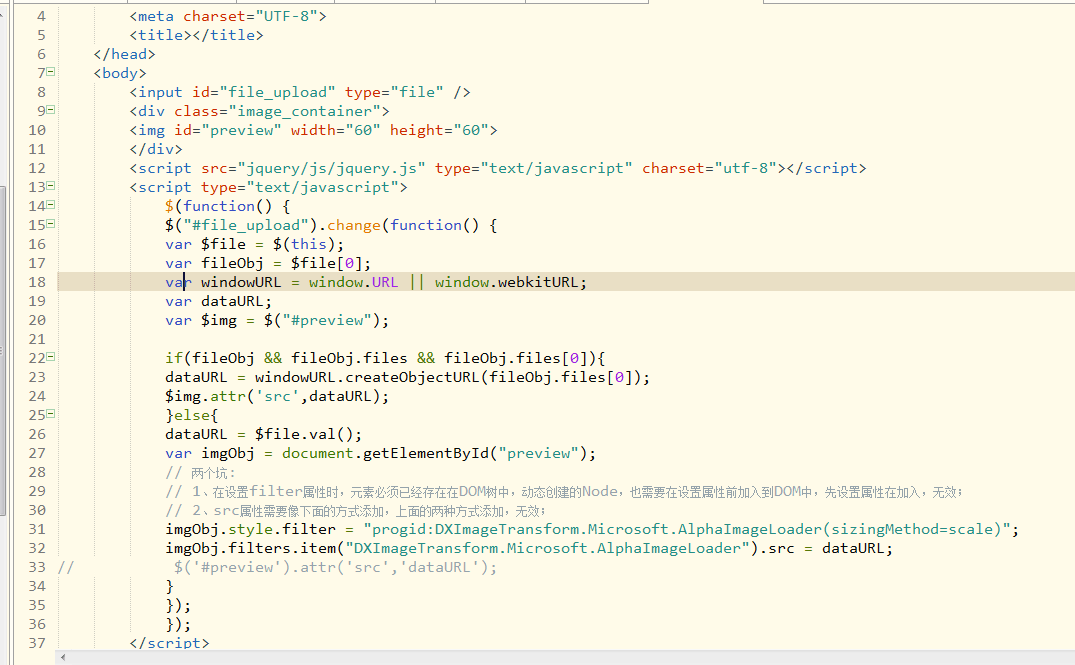 4 <meta charset="UTF-8">
5 <title></title>
6 </head>
7 <body>
8 <input id="file_upload" type="file" />
9 <div class="image_container">
10 <img id="preview" width="60" height="60">
11 </div>
12 <script src="jquery/js/jquery.js" type="text/javascript" charset="utf-8"></script>
13 <script type="text/javascript">
14 $(function() {
15 $("#file_upload").change(function() {
16 var $file = $(this);
17 var fileObj = $file[0];
18 var windowURL = window.URL || window.webkitURL;
19 var dataURL;
20 var $img = $("#preview");
21
22 if(fileObj && fileObj.files && fileObj.files[0]){
23 dataURL = windowURL.createObjectURL(fileObj.files[0]);
24 $img.attr('src',dataURL);
25 }else{
26 dataURL = $file.val();
27 var imgObj = document.getElementById("preview");
28 // 两个坑:
29 // 1、在设置filter属性时，元素必须已经存在在DOM树中，动态创建的Node，也需要在设置属性前加入到DOM中，先设置属性在加入，无效；
30 // 2、src属性需要像下面的方式添加，上面的两种方式添加，无效；
31 imgObj.style.filter = "progid:DXImageTransform.Microsoft.AlphaImageLoader(sizingMethod=scale)";
32 imgObj.filters.item("DXImageTransform.Microsoft.AlphaImageLoader").src = dataURL;
33 // $('#preview').attr('src','dataURL');
34 }
35 });
36 });
37 </script>